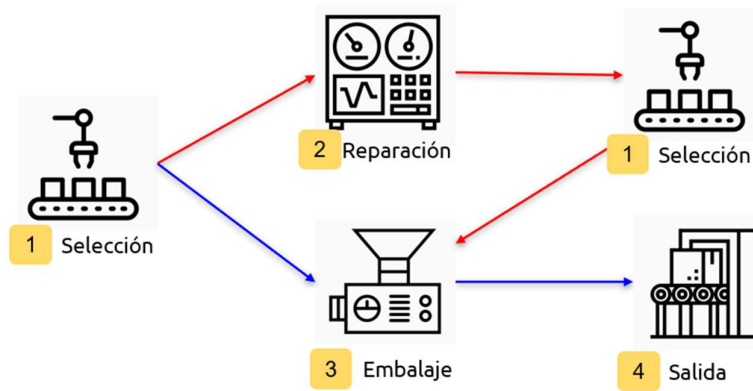 2 Reparación
1 Selección
1 Selección
3 Embalaje
4 Salida